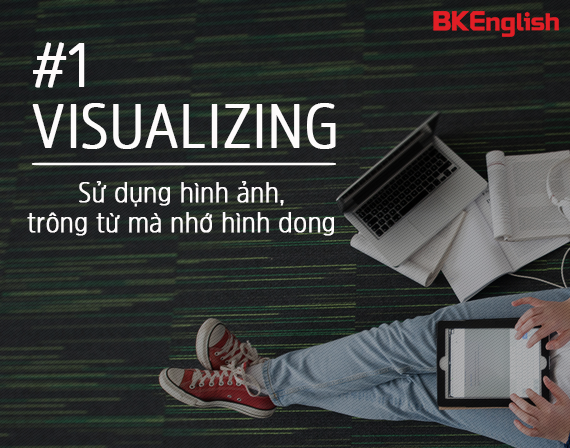 BKEnglish
#1
VISUALIZING
Sử dụng hình ảnh,
trông từ mà nhớ hình dong